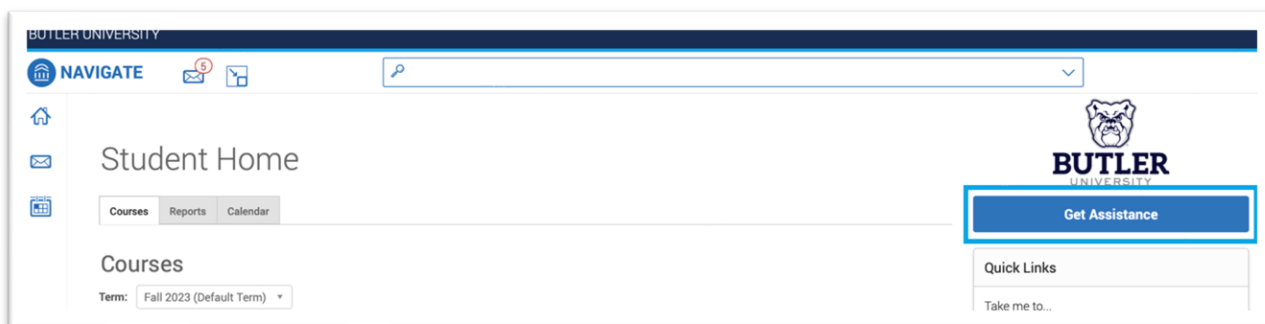 BUTLER UNIVERSITY
NAVIGATE
5
Student Home
BUTLER
UNIVERSITY
Courses Reports Calendar
Get Assistance
Courses
Quick Links
Term: Fall 2023 (Default Term)
Take me to...